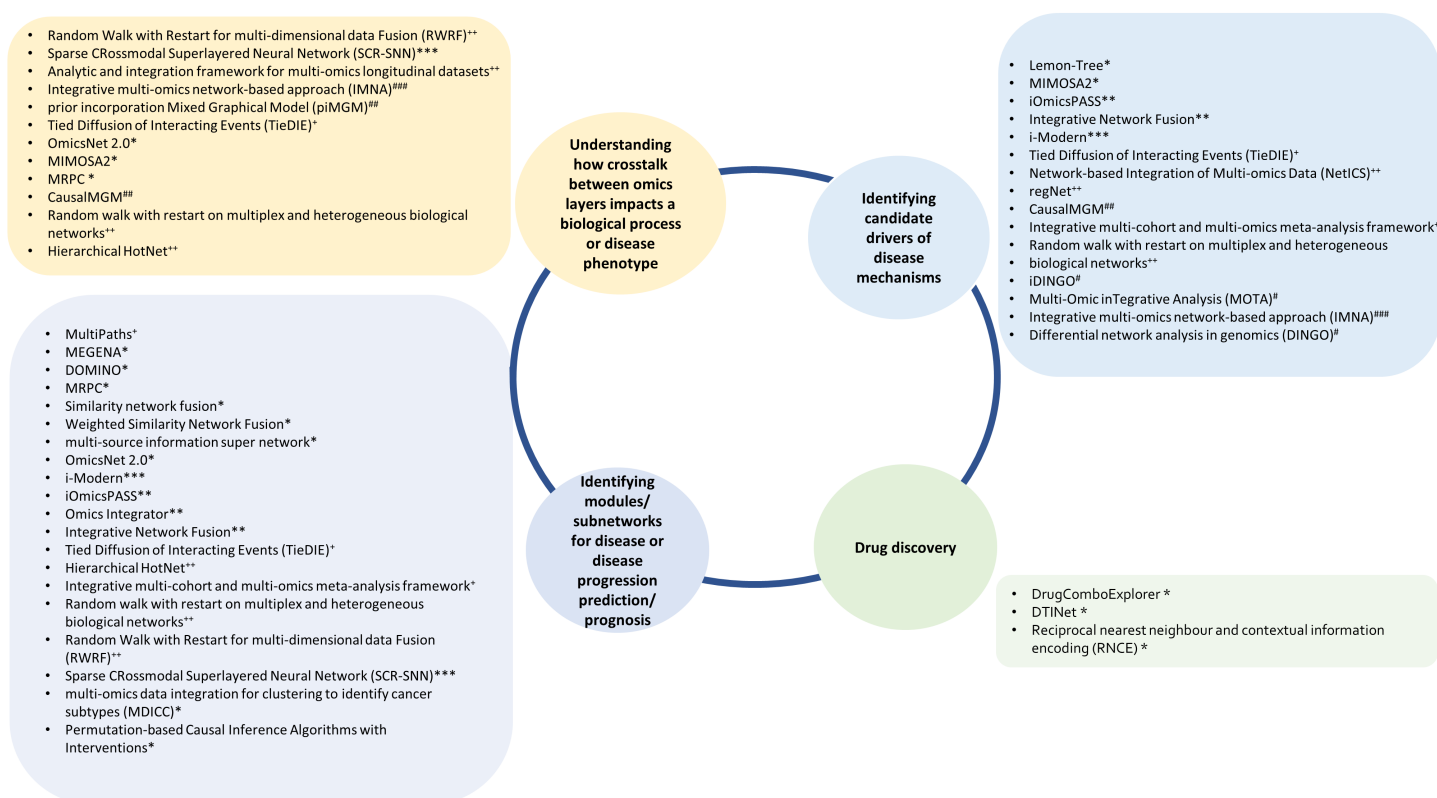 • Random Walk with Restart for multi-dimensional data Fusion (RWRF)⁺⁺
• Sparse CRossmodal Superlayered Neural Network (SCR-SNN)***
• Analytic and integration framework for multi-omics longitudinal datasets⁺⁺
• Integrative multi-omics network-based approach (IMNA)###
• prior incorporation Mixed Graphical Model (piMGM)##
• Tied Diffusion of Interacting Events (TieDIE)⁺
• OmicsNet 2.0*
• MIMOSA2*
• MRPC *
• CausalMGM##
• Random walk with restart on multiplex and heterogeneous biological
networks⁺⁺
• Hierarchical HotNet⁺⁺
Understanding
how crosstalk
between omics
layers impacts a
biological process
or disease
phenotype
Identifying
candidate
drivers of
disease
mechanisms
• Lemon-Tree*
• MIMOSA2*
• iOmicsPASS**
• Integrative Network Fusion**
• i-Modern***
• Tied Diffusion of Interacting Events (TieDIE)⁺
• Network-based Integration of Multi-omics Data (NetICS)⁺⁺
• regNet⁺⁺
• CausalMGM##
• Integrative multi-cohort and multi-omics meta-analysis framework⁺
• Random walk with restart on multiplex and heterogeneous
• biological networks⁺⁺
• iDINGO#
• Multi-Omic inTegrative Analysis (MOTA)#
• Integrative multi-omics network-based approach (IMNA)###
• Differential network analysis in genomics (DINGO)#
• MultiPaths⁺
• MEGENA*
• DOMINO*
• MRPC*
• Similarity network fusion*
• Weighted Similarity Network Fusion*
• multi-source information super network*
• OmicsNet 2.0*
• i-Modern***
• iOmicsPASS**
• Omics Integrator**
• Integrative Network Fusion**
• Tied Diffusion of Interacting Events (TieDIE)⁺
• Hierarchical HotNet⁺⁺
• Integrative multi-cohort and multi-omics meta-analysis framework⁺
• Random walk with restart on multiplex and heterogeneous
biological networks⁺⁺
• Random Walk with Restart for multi-dimensional data Fusion
(RWRF)⁺⁺
• Sparse CRossmodal Superlayered Neural Network (SCR-SNN)***
• multi-omics data integration for clustering to identify cancer
subtypes (MDICC)*
• Permutation-based Causal Inference Algorithms with
Interventions*
Identifying
modules/
subnetworks
for disease or
disease
progression
prediction/
prognosis
Drug discovery
• DrugComboExplorer *
• DTINet *
• Reciprocal nearest neighbour and contextual information
encoding (RNCE) *